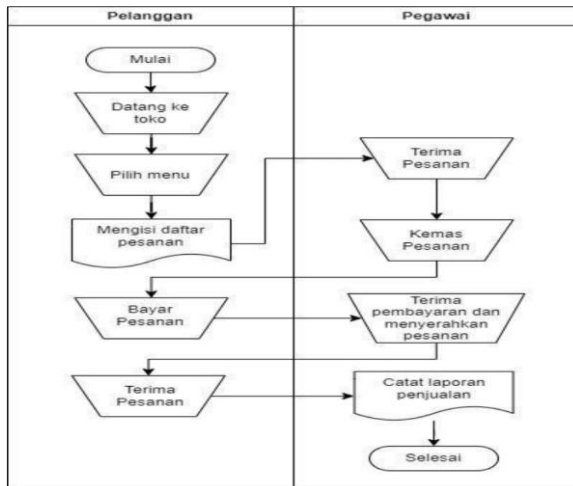 Pelanggan
Pegawai
Mulai
Datang ke
toko
Pilih menu
Mengisi daftar
pesanan
Terima
Pesanan
Kemas
Pesanan
Bayar
Pesanan
Terima
pembayaran dan
menyerahkan
pesanan
Terima
Pesanan
Catat laporan
penjualan
Selesai